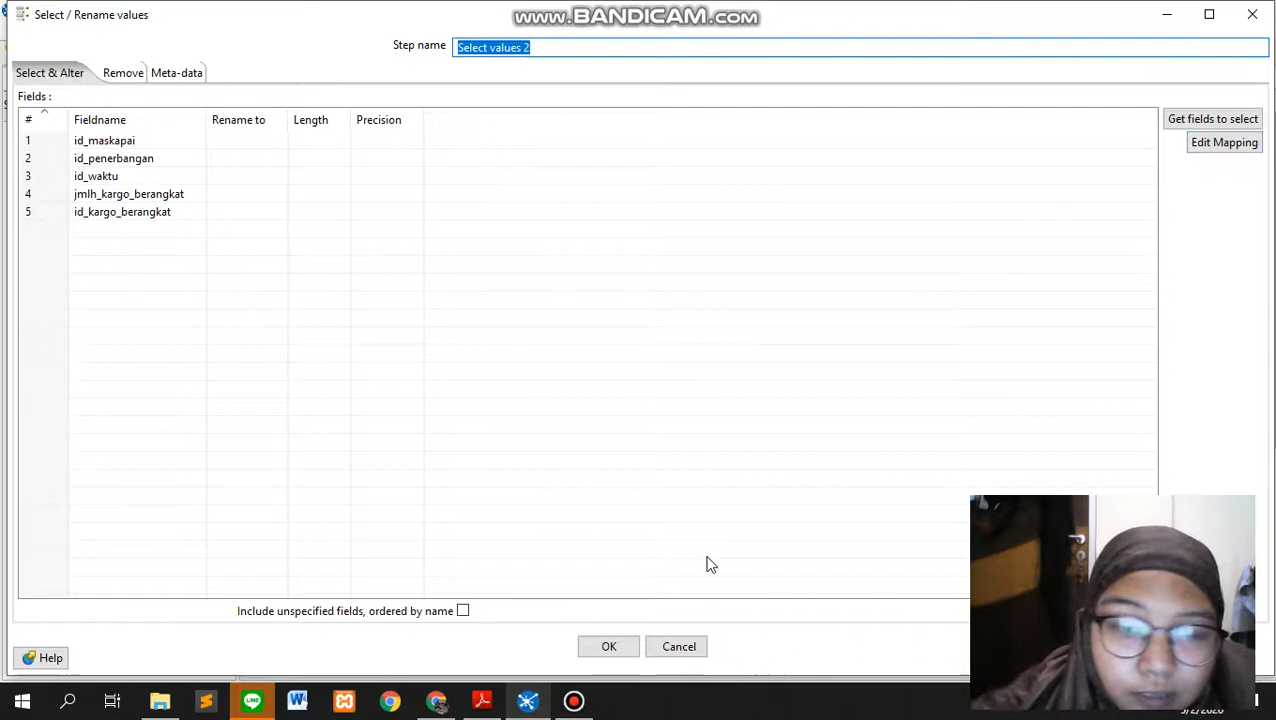 Select / Rename values
www.BANDICAM.com
Step name
Select values 2
Select & Alter
Remove
Meta-data
Fields :
# Fieldname Rename to Length Precision
1 id_maskapai
2 id_penerbangan
3 id_waktu
4 jmlh_kargo_berangkat
5 id_kargo_berangkat
Get fields to select
Edit Mapping
Include unspecified fields, ordered by name
OK
Cancel
Help